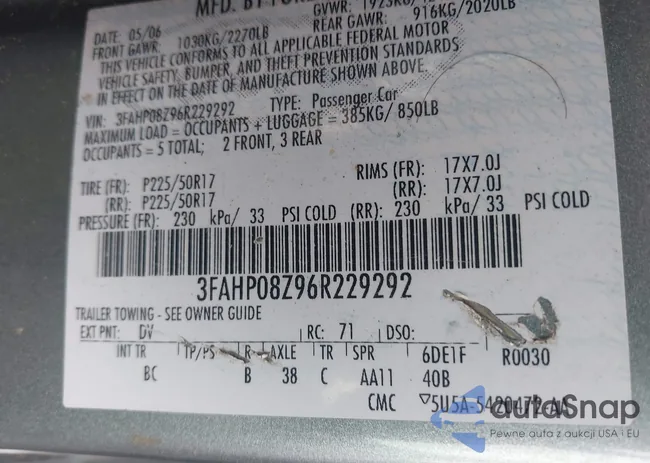 MFD. BY FOR
DATE: 05/06 GVWR: 1923KG/
FRONT GAWR: 1030KG/2270LB REAR GAWR: 916KG/2020LB
THIS VEHICLE CONFORMS TO ALL APPLICABLE FEDERAL MOTOR
VEHICLE SAFETY, BUMPER, AND THEFT PREVENTION STANDARDS
IN EFFECT ON THE DATE OF MANUFACTURE SHOWN ABOVE.
VIN: 3FAHP08Z96R229292 TYPE: Passenger Car
MAXIMUM LOAD = OCCUPANTS + LUGGAGE = 385KG/ 850LB
OCCUPANTS = 5 TOTAL; 2 FRONT, 3 REAR
TIRE (FR): P225/50R17 RIMS (FR): 17X7.0J
(RR): P225/50R17 (RR): 17X7.0J
PRESSURE (FR): 230 kPa/ 33 PSI COLD (RR): 230 kPa/ 33 PSI COLD
3FAHP08Z96R229292
TRAILER TOWING - SEE OWNER GUIDE
EXT PNT: DV RC: 71 DSO:
INT TR TP/PS R AXLE TR SPR 6DE1F R0030
BC B 38 C AA11 40B
CMC ▽5U5A-5420472-AA
autoSnap
Pewne auta z aukcji USA i EU